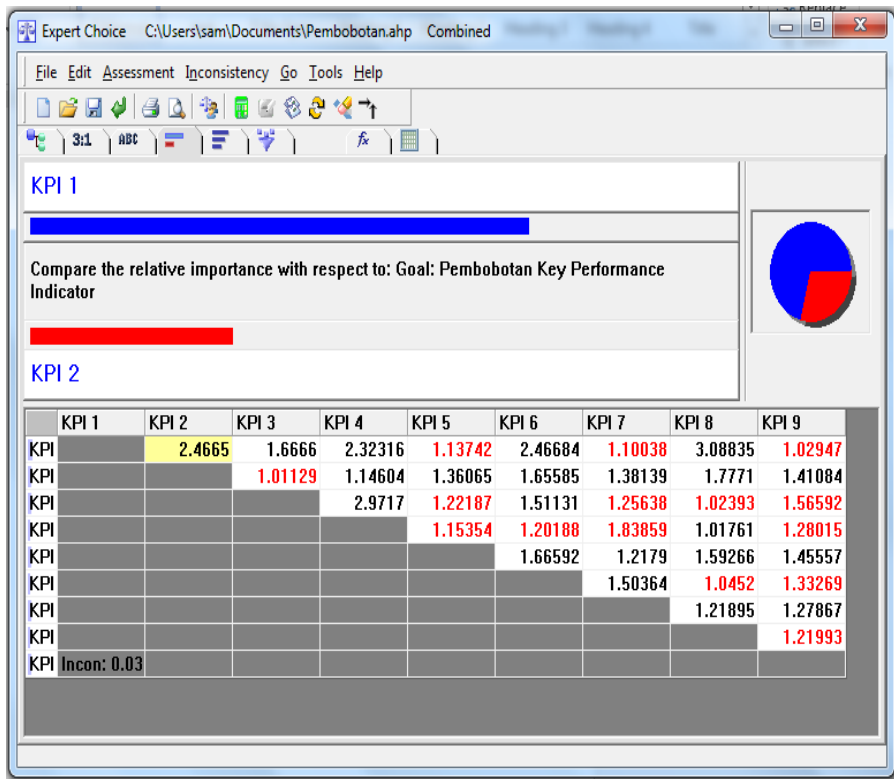 Expert Choice C:\Users\sam\Documents\Pembobotan.ahp Combined
File Edit Assessment Inconsistency Go Tools Help
3:1 ABC fx
KPI 1
Compare the relative importance with respect to: Goal: Pembobotan Key Performance
Indicator
KPI 2
KPI 1 KPI 2 KPI 3 KPI 4 KPI 5 KPI 6 KPI 7 KPI 8 KPI 9
KPI 2.4665 1.6666 2.32316 1.13742 2.46684 1.10038 3.08835 1.02947
KPI 1.01129 1.14604 1.36065 1.65585 1.38139 1.7771 1.41084
KPI 2.9717 1.22187 1.51131 1.25638 1.02393 1.56592
KPI 1.15354 1.20188 1.83859 1.01761 1.28015
KPI 1.66592 1.2179 1.59266 1.45557
KPI 1.50364 1.0452 1.33269
KPI 1.21895 1.27867
KPI 1.21993
KPI Incon: 0.03